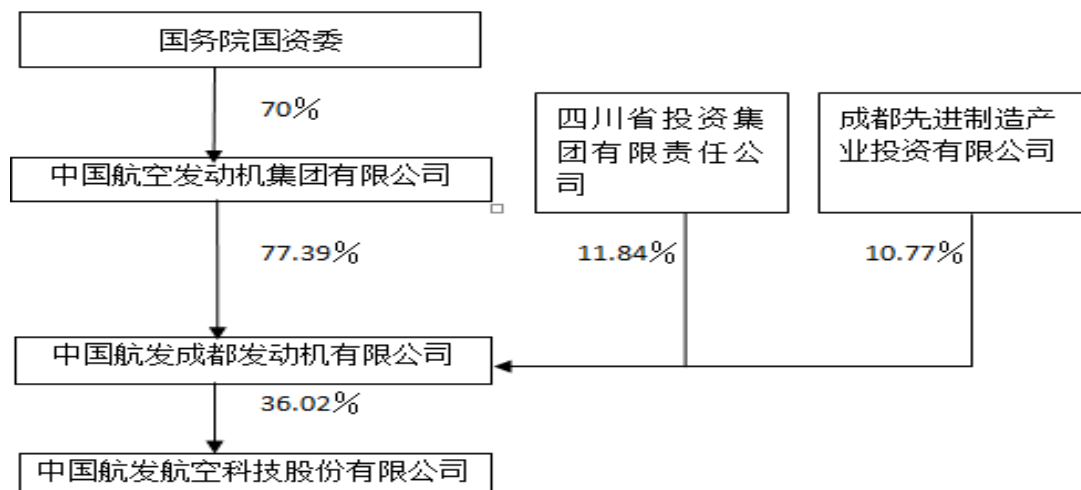 国务院国资委
70%
四川省投资集
团有限责任公
司
成都先进制造产
业投资有限公司
中国航空发动机集团有限公司
77.39%
11.84%
10.77%
中国航发成都发动机有限公司
36.02%
中国航发航空科技股份有限公司